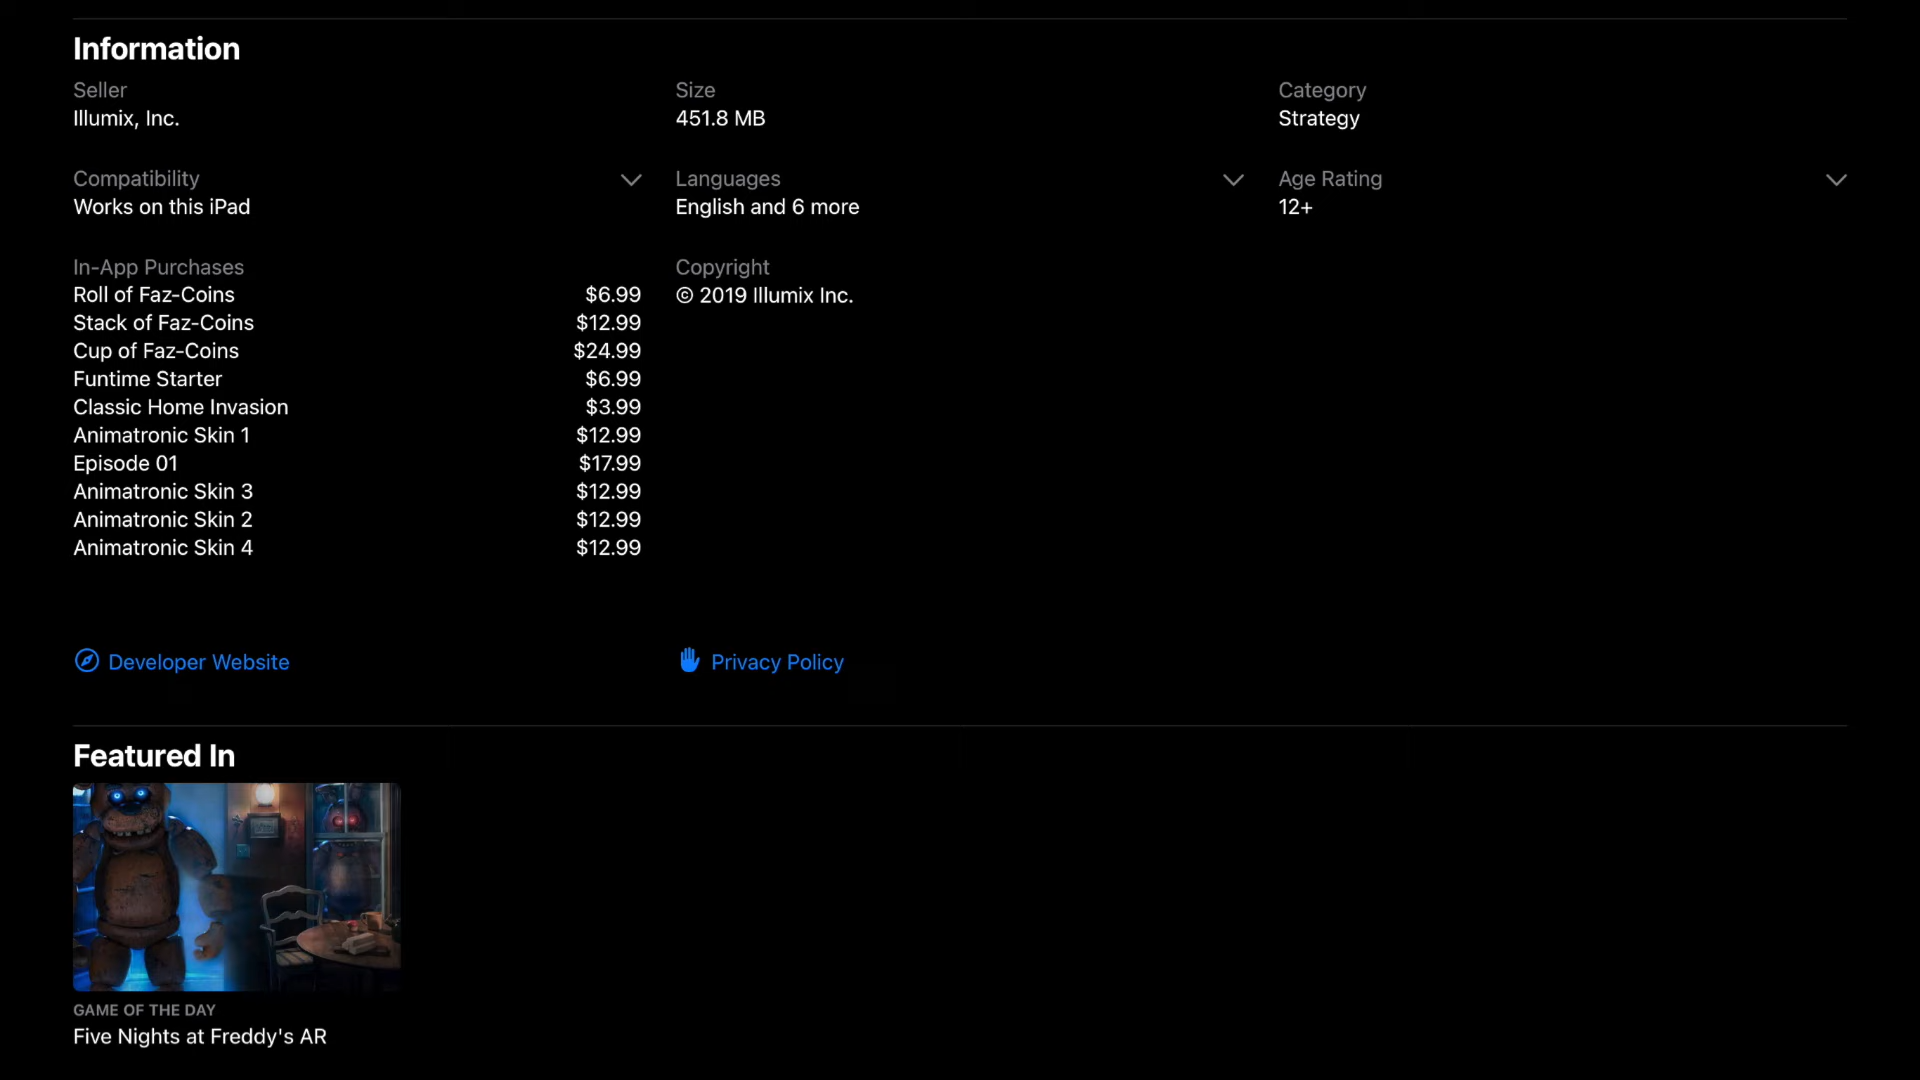 Information
Seller
Illumix, Inc.
Size
451.8 MB
Category
Strategy
Compatibility
Works on this iPad
Languages
English and 6 more
Age Rating
12+
In-App Purchases
Roll of Faz-Coins $6.99
Stack of Faz-Coins $12.99
Cup of Faz-Coins $24.99
Funtime Starter $6.99
Classic Home Invasion $3.99
Animatronic Skin 1 $12.99
Episode 01 $17.99
Animatronic Skin 3 $12.99
Animatronic Skin 2 $12.99
Animatronic Skin 4 $12.99
Copyright
© 2019 Illumix Inc.
Developer Website
Privacy Policy
Featured In
GAME OF THE DAY
Five Nights at Freddy's AR